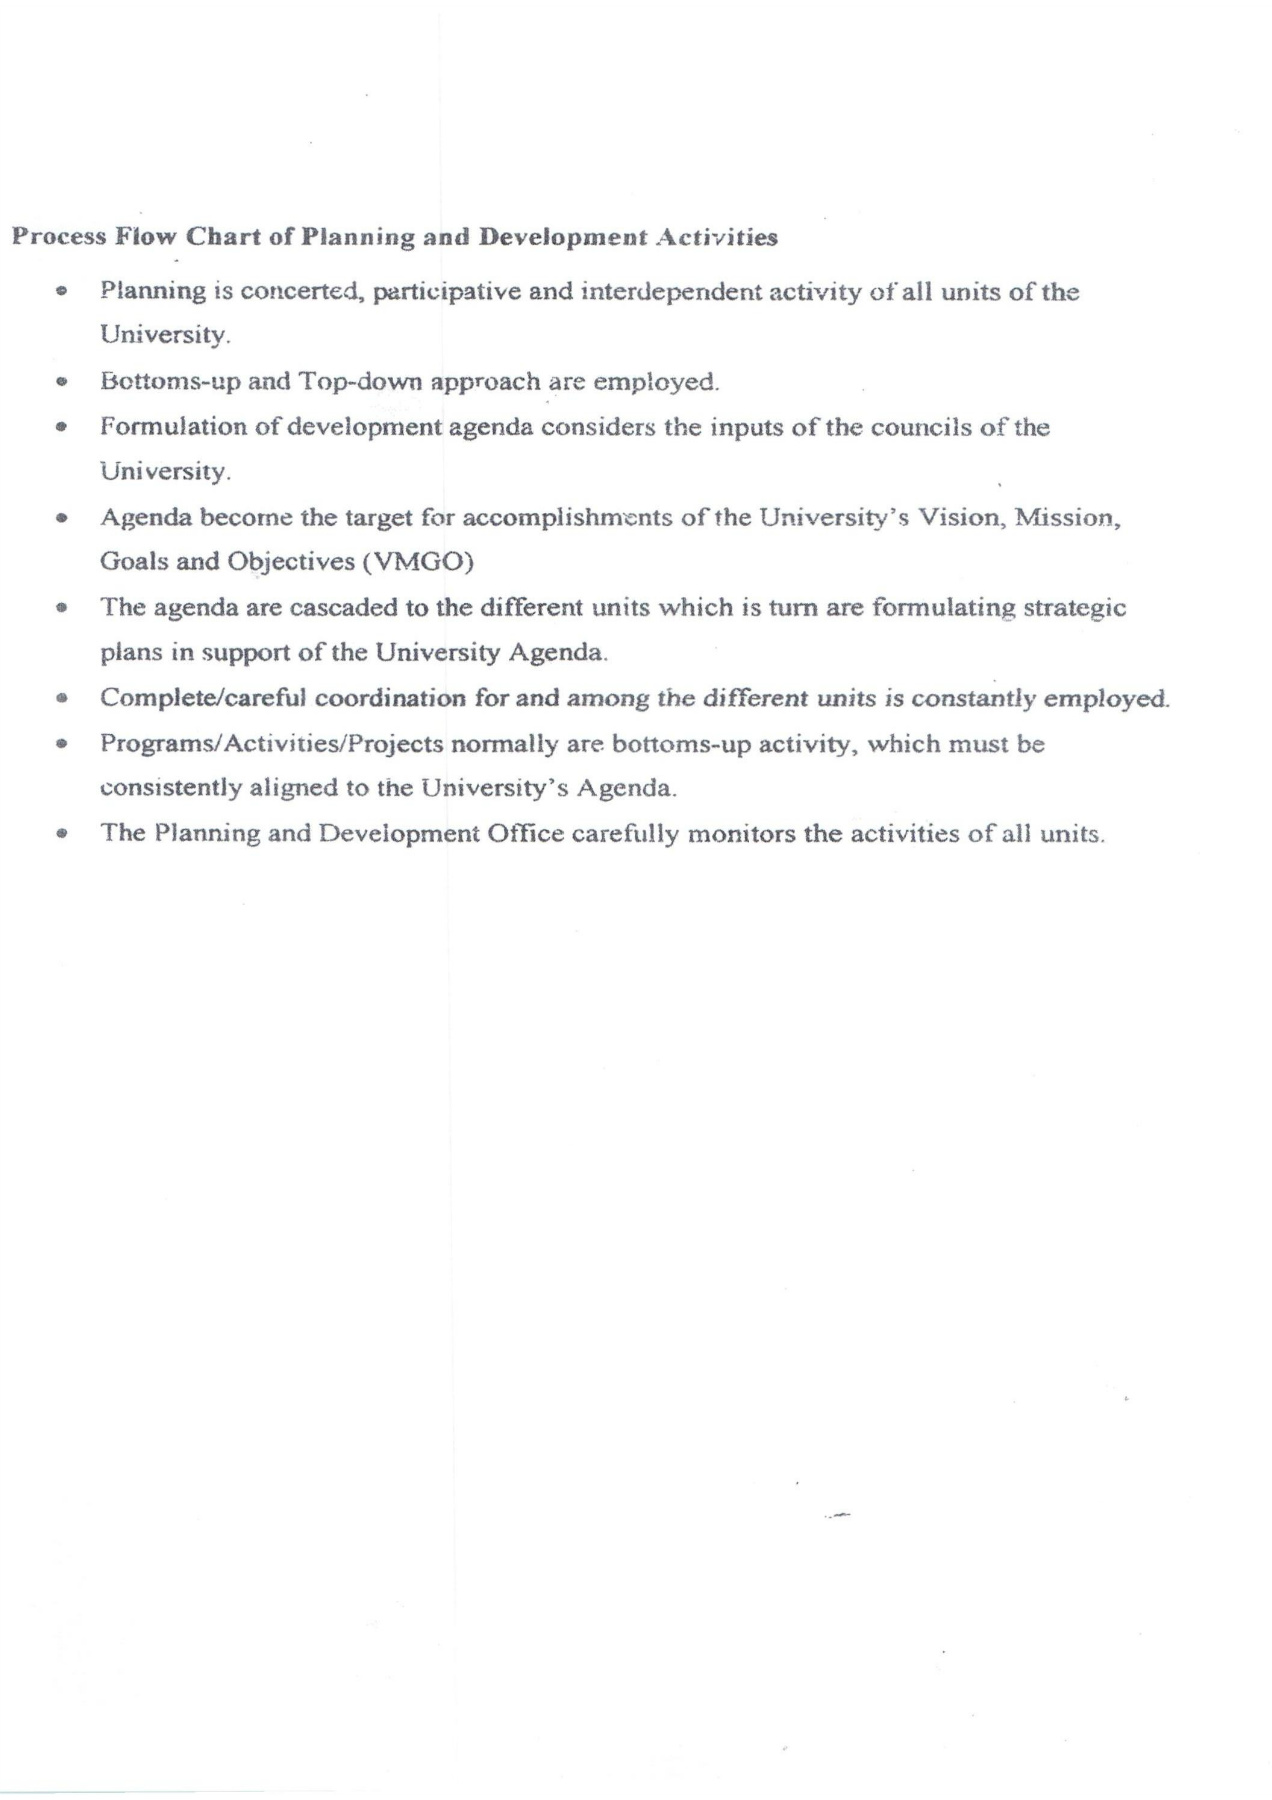 Process Flow Chart of Planning and Development Activities
• Planning is concerted, participative and interdependent activity of all units of the
University.
• Bottoms-up and Top-down approach are employed.
• Formulation of development agenda considers the inputs of the councils of the
University.
• Agenda become the target for accomplishments of the University's Vision, Mission,
Goals and Objectives (VMGO)
• The agenda are cascaded to the different units which is turn are formulating strategic
plans in support of the University Agenda.
• Complete/careful coordination for and among the different units is constantly employed.
• Programs/Activities/Projects normally are bottoms-up activity, which must be
consistently aligned to the University's Agenda.
• The Planning and Development Office carefully monitors the activities of all units.